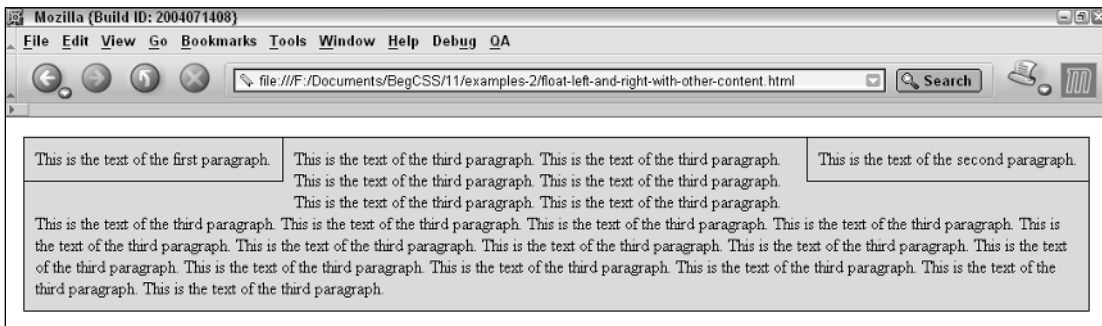 Mozilla {Build ID: 2004071408}
File Edit View Go Bookmarks Tools Window Help Debug QA
file:///F:/Documents/BegCSS/11/examples-2/float-left-and-right-with-other-content.html Search
This is the text of the first paragraph.
This is the text of the third paragraph. This is the text of the third paragraph.
This is the text of the third paragraph. This is the text of the third paragraph.
This is the text of the third paragraph. This is the text of the third paragraph.
This is the text of the second paragraph.
This is the text of the third paragraph. This is the text of the third paragraph. This is the text of the third paragraph. This is the text of the third paragraph. This is
the text of the third paragraph. This is the text of the third paragraph. This is the text of the third paragraph. This is the text of the third paragraph. This is the text
of the third paragraph. This is the text of the third paragraph. This is the text of the third paragraph. This is the text of the third paragraph. This is the text of the
third paragraph. This is the text of the third paragraph.